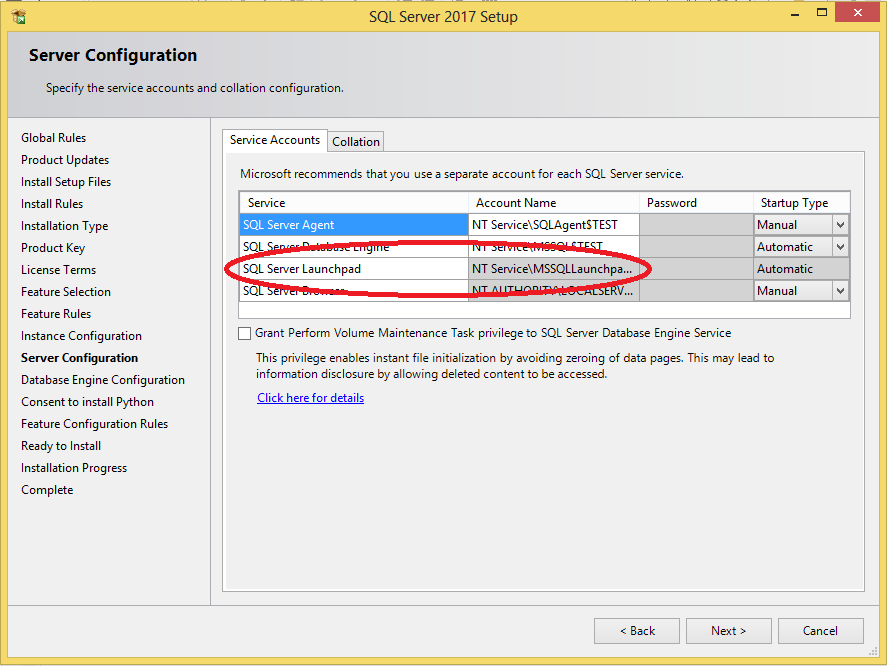 SQL Server 2017 Setup
Server Configuration
Specify the service accounts and collation configuration.
Global Rules
Product Updates
Install Setup Files
Install Rules
Installation Type
Product Key
License Terms
Feature Selection
Feature Rules
Instance Configuration
Server Configuration
Database Engine Configuration
Consent to install Python
Feature Configuration Rules
Ready to Install
Installation Progress
Complete
Service Accounts Collation
Microsoft recommends that you use a separate account for each SQL Server service.
Service Account Name Password Startup Type
SQL Server Agent NT Service\SQLAgent$TEST Manual
SQL Server Database Engine NT Service\MSSQL$TEST Automatic
SQL Server Launchpad NT Service\MSSQLLaunchpa... Automatic
SQL Server Browser NT AUTHORITY\LOCALSERV... Manual
Grant Perform Volume Maintenance Task privilege to SQL Server Database Engine Service
This privilege enables instant file initialization by avoiding zeroing of data pages. This may lead to
information disclosure by allowing deleted content to be accessed.
Click here for details
< Back Next > Cancel